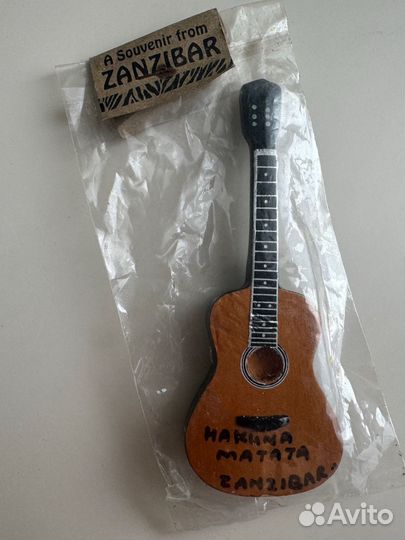 A Souvenir from
ZANZIBAR
HAKUNA
MATATA
ZANZIBAR.
Avito